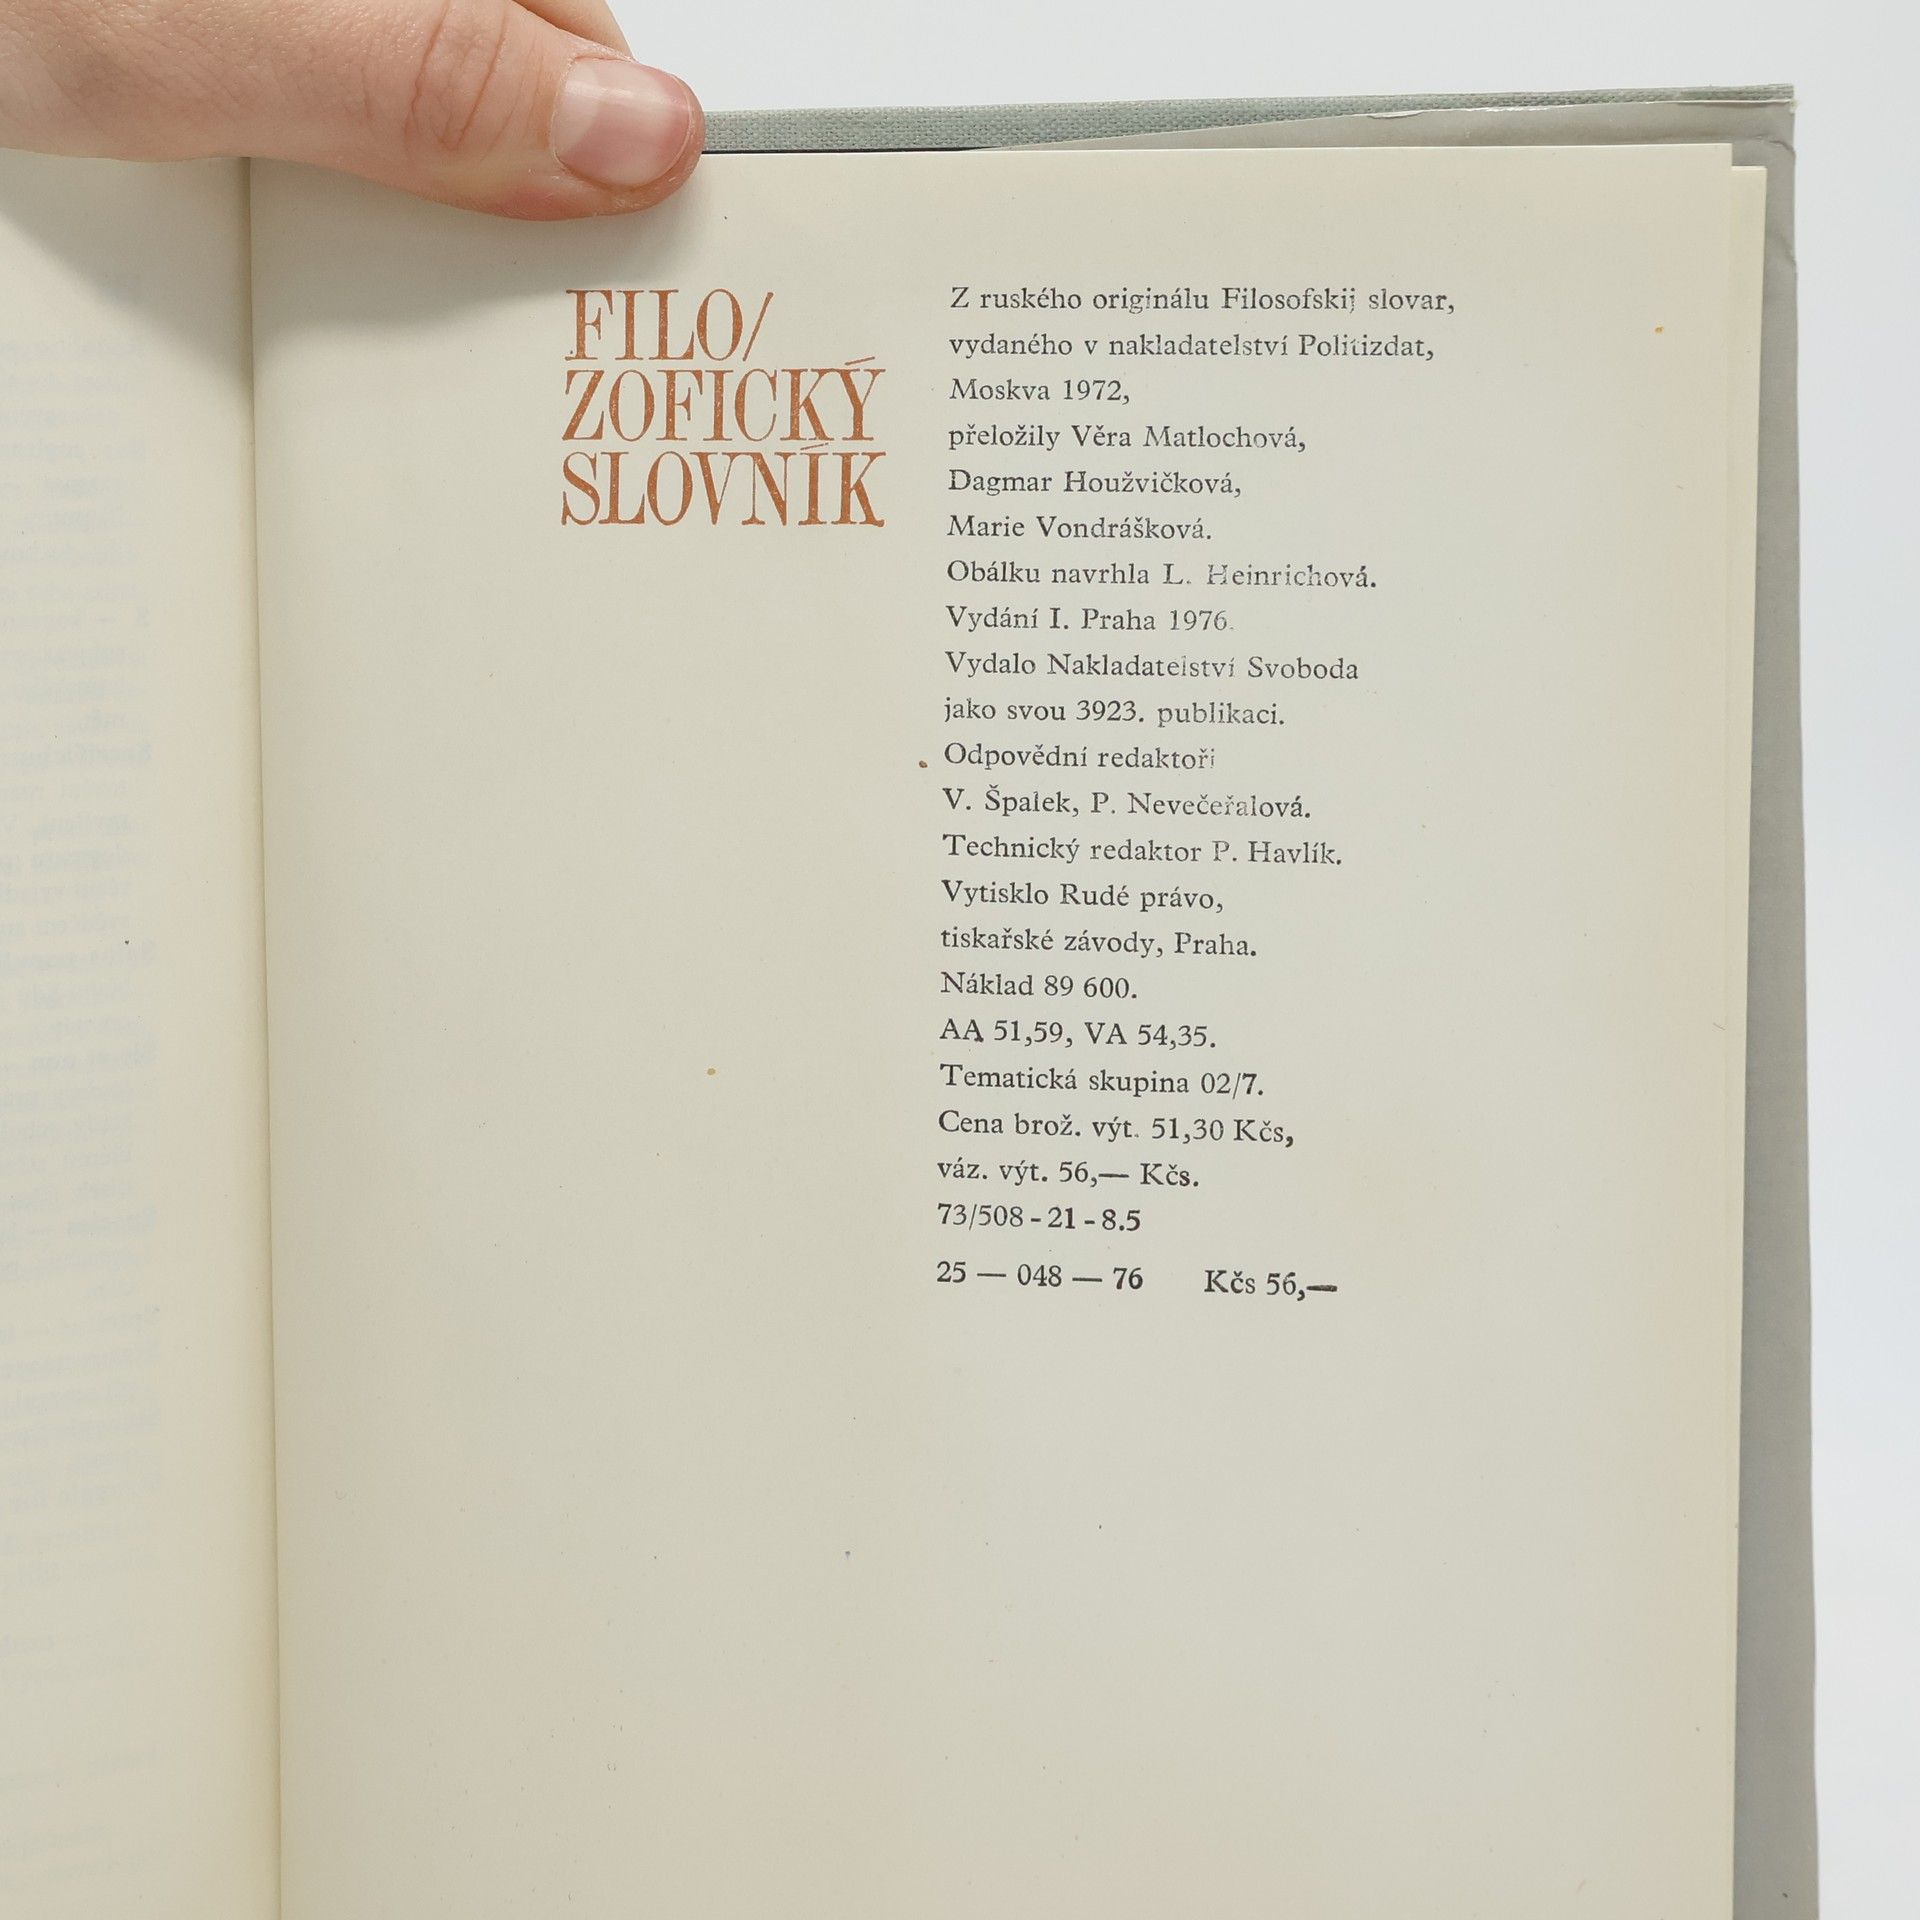 FILO/
ZOFICKÝ
SLOVNÍK
Z ruského originálu Filosofskij slovar,
vydaného v nakladatelství Politizdat,
Moskva 1972,
přeložily Věra Matlochová,
Dagmar Houžvičková,
Marie Vondrášková.
Obálku navrhla L. Heinrichová.
Vydání I. Praha 1976.
Vydalo Nakladatelství Svoboda
jako svou 3923. publikaci.
Odpovědní redaktoři
V. Špalek, P. Nevečeřalová.
Technický redaktor P. Havlík.
Vytisklo Rudé právo,
tiskařské závody, Praha.
Náklad 89 600.
AA 51,59, VA 54,35.
Tematická skupina 02/7.
Cena brož. výt. 51,30 Kčs,
váz. výt. 56,— Kčs.
73/508-21-8.5
25 — 048 — 76 Kčs 56,—